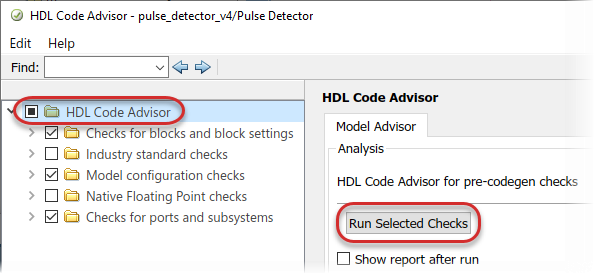 HDL Code Advisor - pulse_detector_v4/Pulse Detector
Edit Help
Find:
HDL Code Advisor
Checks for blocks and block settings
Industry standard checks
Model configuration checks
Native Floating Point checks
Checks for ports and subsystems
HDL Code Advisor
Model Advisor
Analysis
HDL Code Advisor for pre-codegen checks
Run Selected Checks
Show report after run